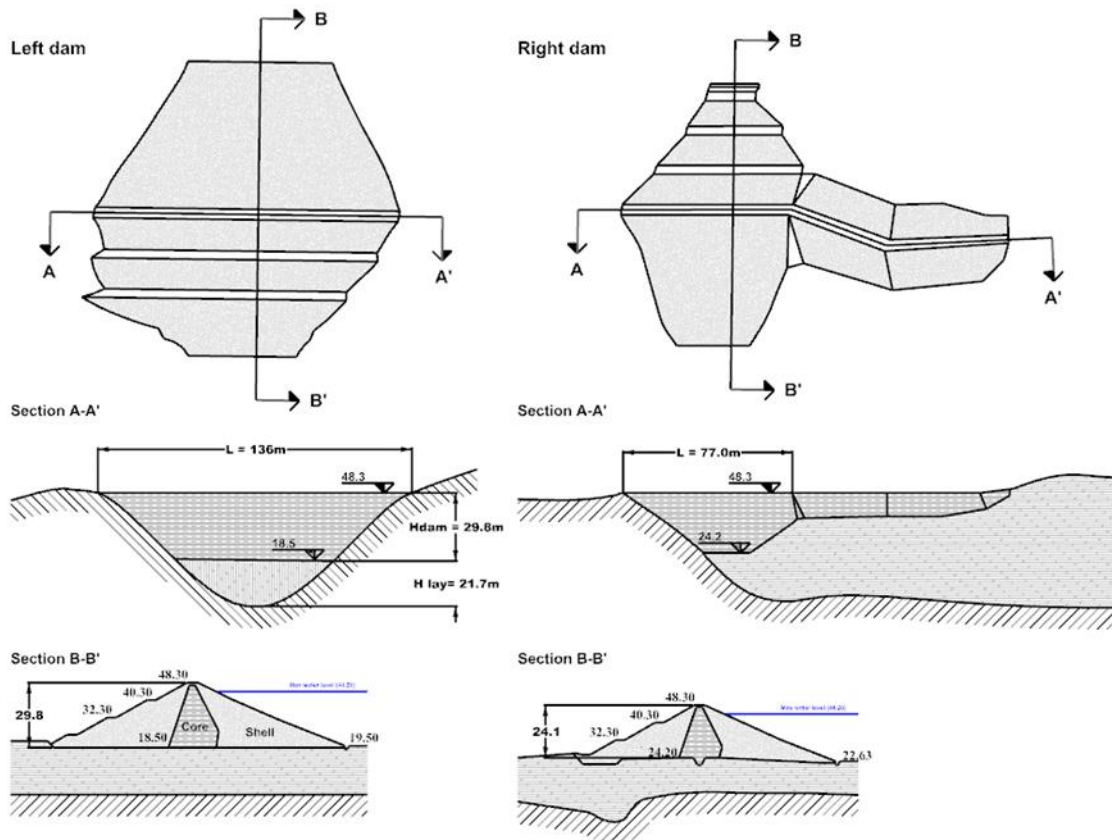 Left dam
B
A
A'
B'
Right dam
B
A
A'
B'
Section A-A'
L = 136m
48.3
Hdam = 29.8m
18.5
H lay= 21.7m
Section A-A'
L = 77.0m
48.3
24.2
Section B-B'
48.30
40.30
32.30
29.8
18.50
Core
Shell
19.50
Section B-B'
48.30
40.30
32.30
24.1
24.20
22.63